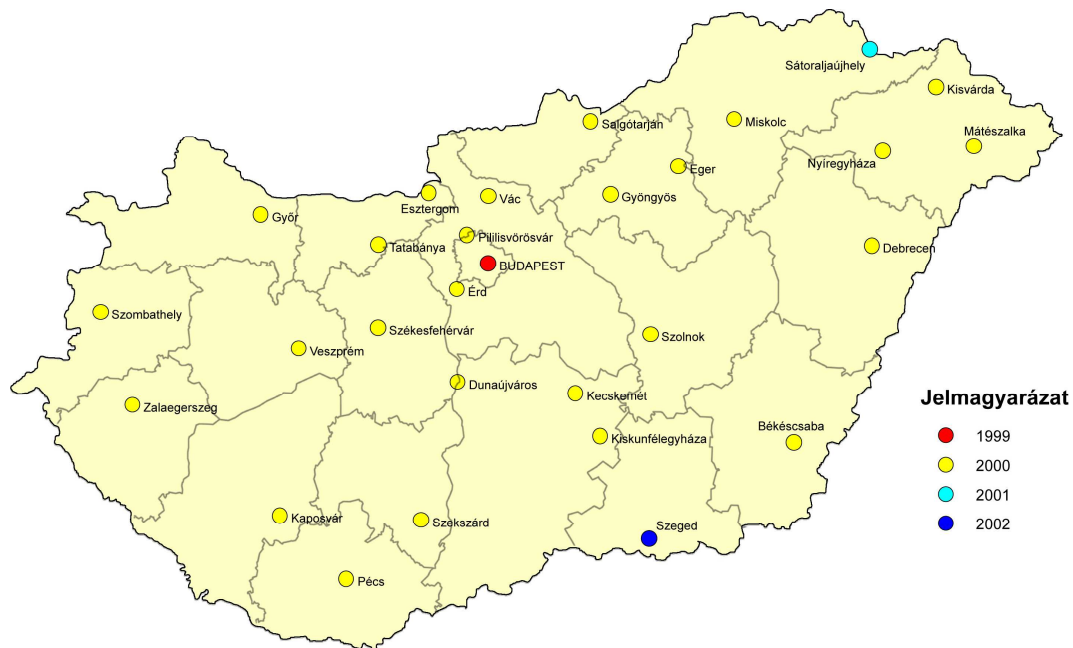 Sátoraljaújhely
Kisvárda
Salgótarján
Miskolc
Mátészalka
Nyíregyháza
Eger
Gyöngyös
Vác
Esztergom
Győr
Pililisvörösvár
Tatabánya
Debrecen
BUDAPEST
Érd
Szombathely
Székesfehérvár
Szolnok
Veszprém
Dunaújváros
Kecskemét
Zalaegerszeg
Jelmagyarázat
1999
2000
2001
2002
Békéscsaba
Kiskunfélegyháza
Kaposvár
Szekszárd
Szeged
Pécs